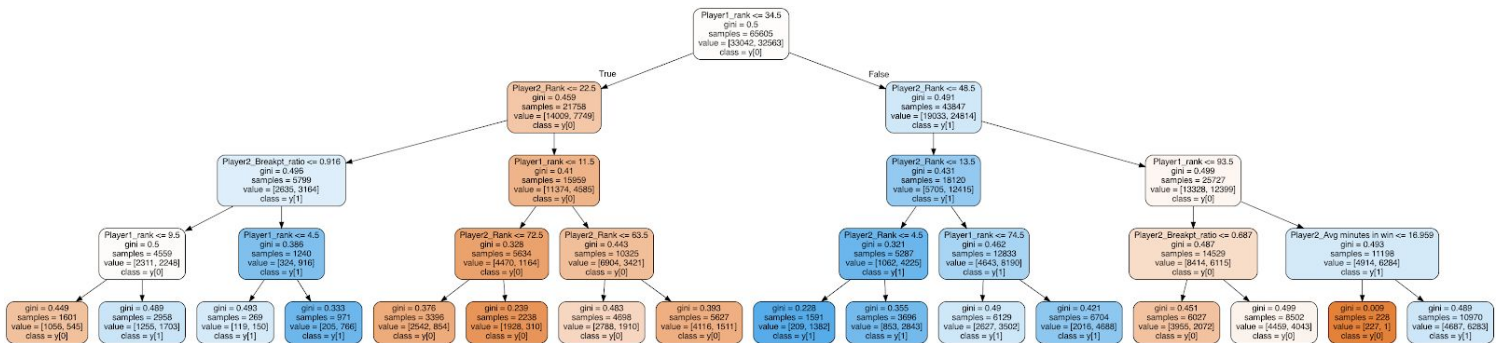 Player1_rank <= 34.5
gini = 0.5
samples = 65605
value = [33042, 32563]
class = y[0]
True
False
Player2_Rank <= 22.5
gini = 0.459
samples = 21758
value = [14009, 7749]
class = y[0]
Player2_Rank <= 48.5
gini = 0.491
samples = 43847
value = [19033, 24814]
class = y[1]
Player2_Breakpt_ratio <= 0.916
gini = 0.496
samples = 5799
value = [2635, 3164]
class = y[1]
Player1_rank <= 11.5
gini = 0.41
samples = 15959
value = [11374, 4585]
class = y[0]
Player2_Rank <= 13.5
gini = 0.431
samples = 18120
value = [5705, 12415]
class = y[1]
Player1_rank <= 93.5
gini = 0.499
samples = 25727
value = [13328, 12399]
class = y[0]
Player1_rank <= 9.5
gini = 0.5
samples = 4559
value = [2311, 2248]
class = y[0]
Player1_rank <= 4.5
gini = 0.386
samples = 1240
value = [324, 916]
class = y[1]
Player2_Rank <= 72.5
gini = 0.328
samples = 5634
value = [4470, 1164]
class = y[0]
Player2_Rank <= 63.5
gini = 0.443
samples = 10325
value = [6904, 3421]
class = y[0]
Player2_Rank <= 4.5
gini = 0.321
samples = 5287
value = [1062, 4225]
class = y[1]
Player1_rank <= 74.5
gini = 0.462
samples = 12833
value = [4643, 8190]
class = y[1]
Player2_Breakpt_ratio <= 0.687
gini = 0.487
samples = 14529
value = [8414, 6115]
class = y[0]
Player2_Avg minutes in win <= 16.959
gini = 0.493
samples = 11198
value = [4914, 6284]
class = y[1]
gini = 0.449
samples = 1601
value = [1056, 545]
class = y[0]
gini = 0.489
samples = 2958
value = [1255, 1703]
class = y[1]
gini = 0.493
samples = 269
value = [119, 150]
class = y[1]
gini = 0.333
samples = 971
value = [205, 766]
class = y[1]
gini = 0.376
samples = 3396
value = [2542, 854]
class = y[0]
gini = 0.239
samples = 2238
value = [1928, 310]
class = y[0]
gini = 0.483
samples = 4698
value = [2788, 1910]
class = y[0]
gini = 0.393
samples = 5627
value = [4116, 1511]
class = y[0]
gini = 0.228
samples = 1591
value = [209, 1382]
class = y[1]
gini = 0.355
samples = 3696
value = [853, 2843]
class = y[1]
gini = 0.49
samples = 6129
value = [2627, 3502]
class = y[1]
gini = 0.421
samples = 6704
value = [2016, 4688]
class = y[1]
gini = 0.451
samples = 6027
value = [3955, 2072]
class = y[0]
gini = 0.499
samples = 8502
value = [4459, 4043]
class = y[0]
gini = 0.009
samples = 228
value = [227, 1]
class = y[0]
gini = 0.489
samples = 10970
value = [4687, 6283]
class = y[1]